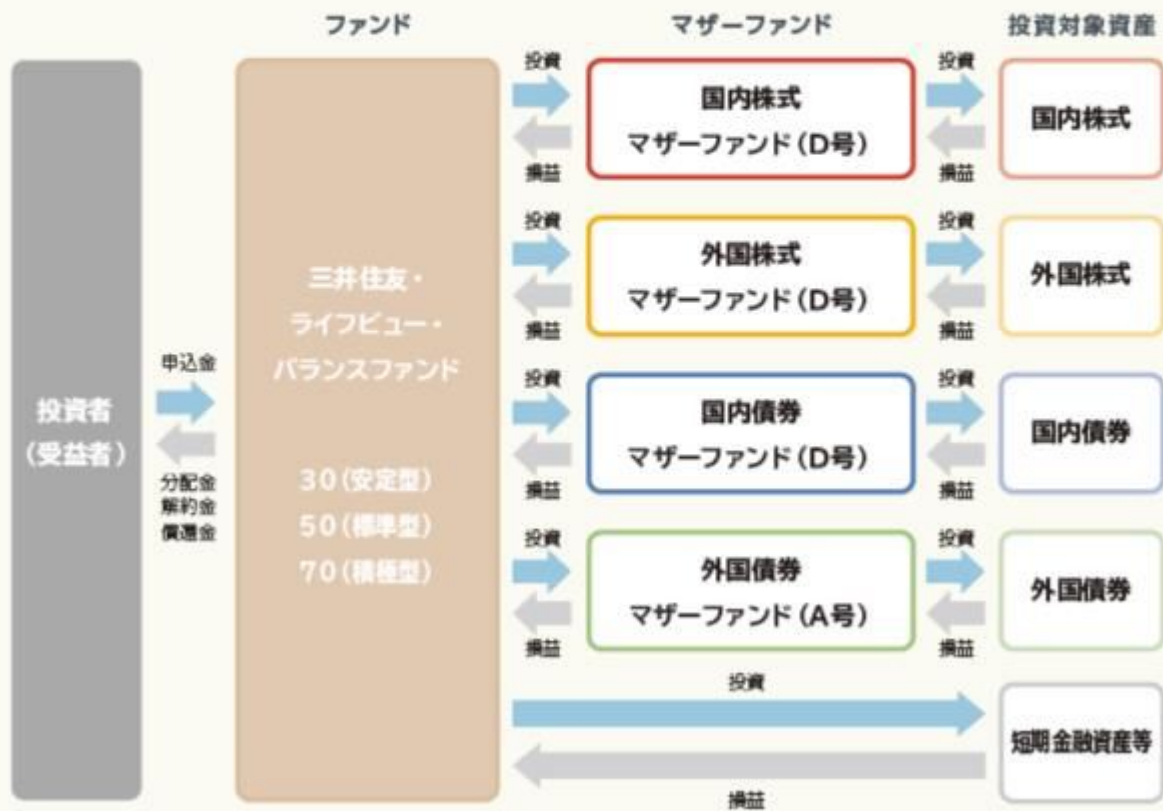 ファンド
マザーファンド
投資対象資産
投資者
（受益者）
申込金
分配金
解約金
償還金
三井住友・
ライフビュー・
バランスファンド
30（安定型）
50（標準型）
70（積極型）
投資
損益
国内株式
マザーファンド（D号）
投資
損益
国内株式
投資
損益
外国株式
マザーファンド（D号）
投資
損益
外国株式
投資
損益
国内債券
マザーファンド（D号）
投資
損益
国内債券
投資
損益
外国債券
マザーファンド（A号）
投資
損益
外国債券
投資
損益
短期金融資産等